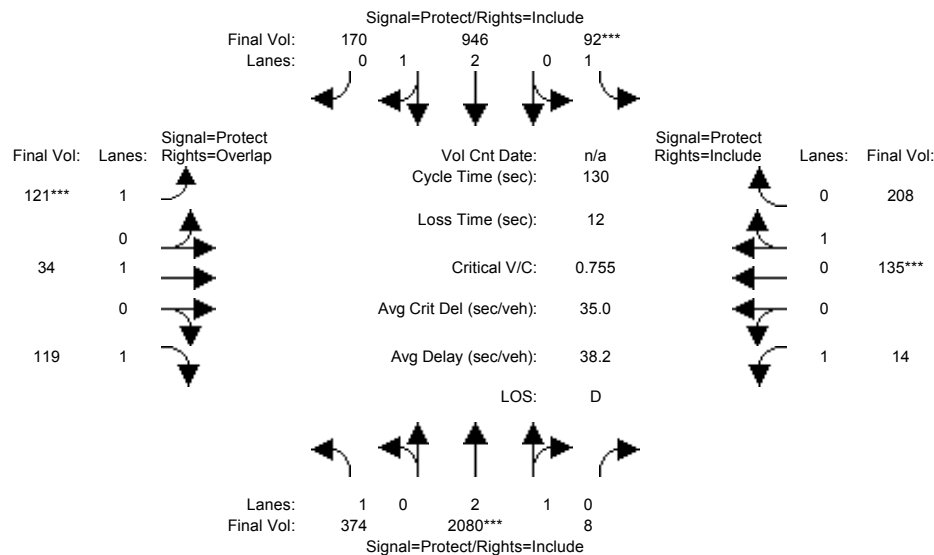 Signal=Protect/Rights=Include
Final Vol: 170 946 92***
Lanes: 0 1 2 0 1
Signal=Protect Signal=Protect
Final Vol: Lanes: Rights=Overlap Vol Cnt Date: n/a Rights=Include Lanes: Final Vol:
Cycle Time (sec): 130
121*** 1 0 208
Loss Time (sec): 12
0 1
34 1 Critical V/C: 0.755 0 135***
0 Avg Crit Del (sec/veh): 35.0 0
119 1 Avg Delay (sec/veh): 38.2 1 14
LOS: D
Lanes: 1 0 2 1 0
Final Vol: 374 2080*** 8
Signal=Protect/Rights=Include